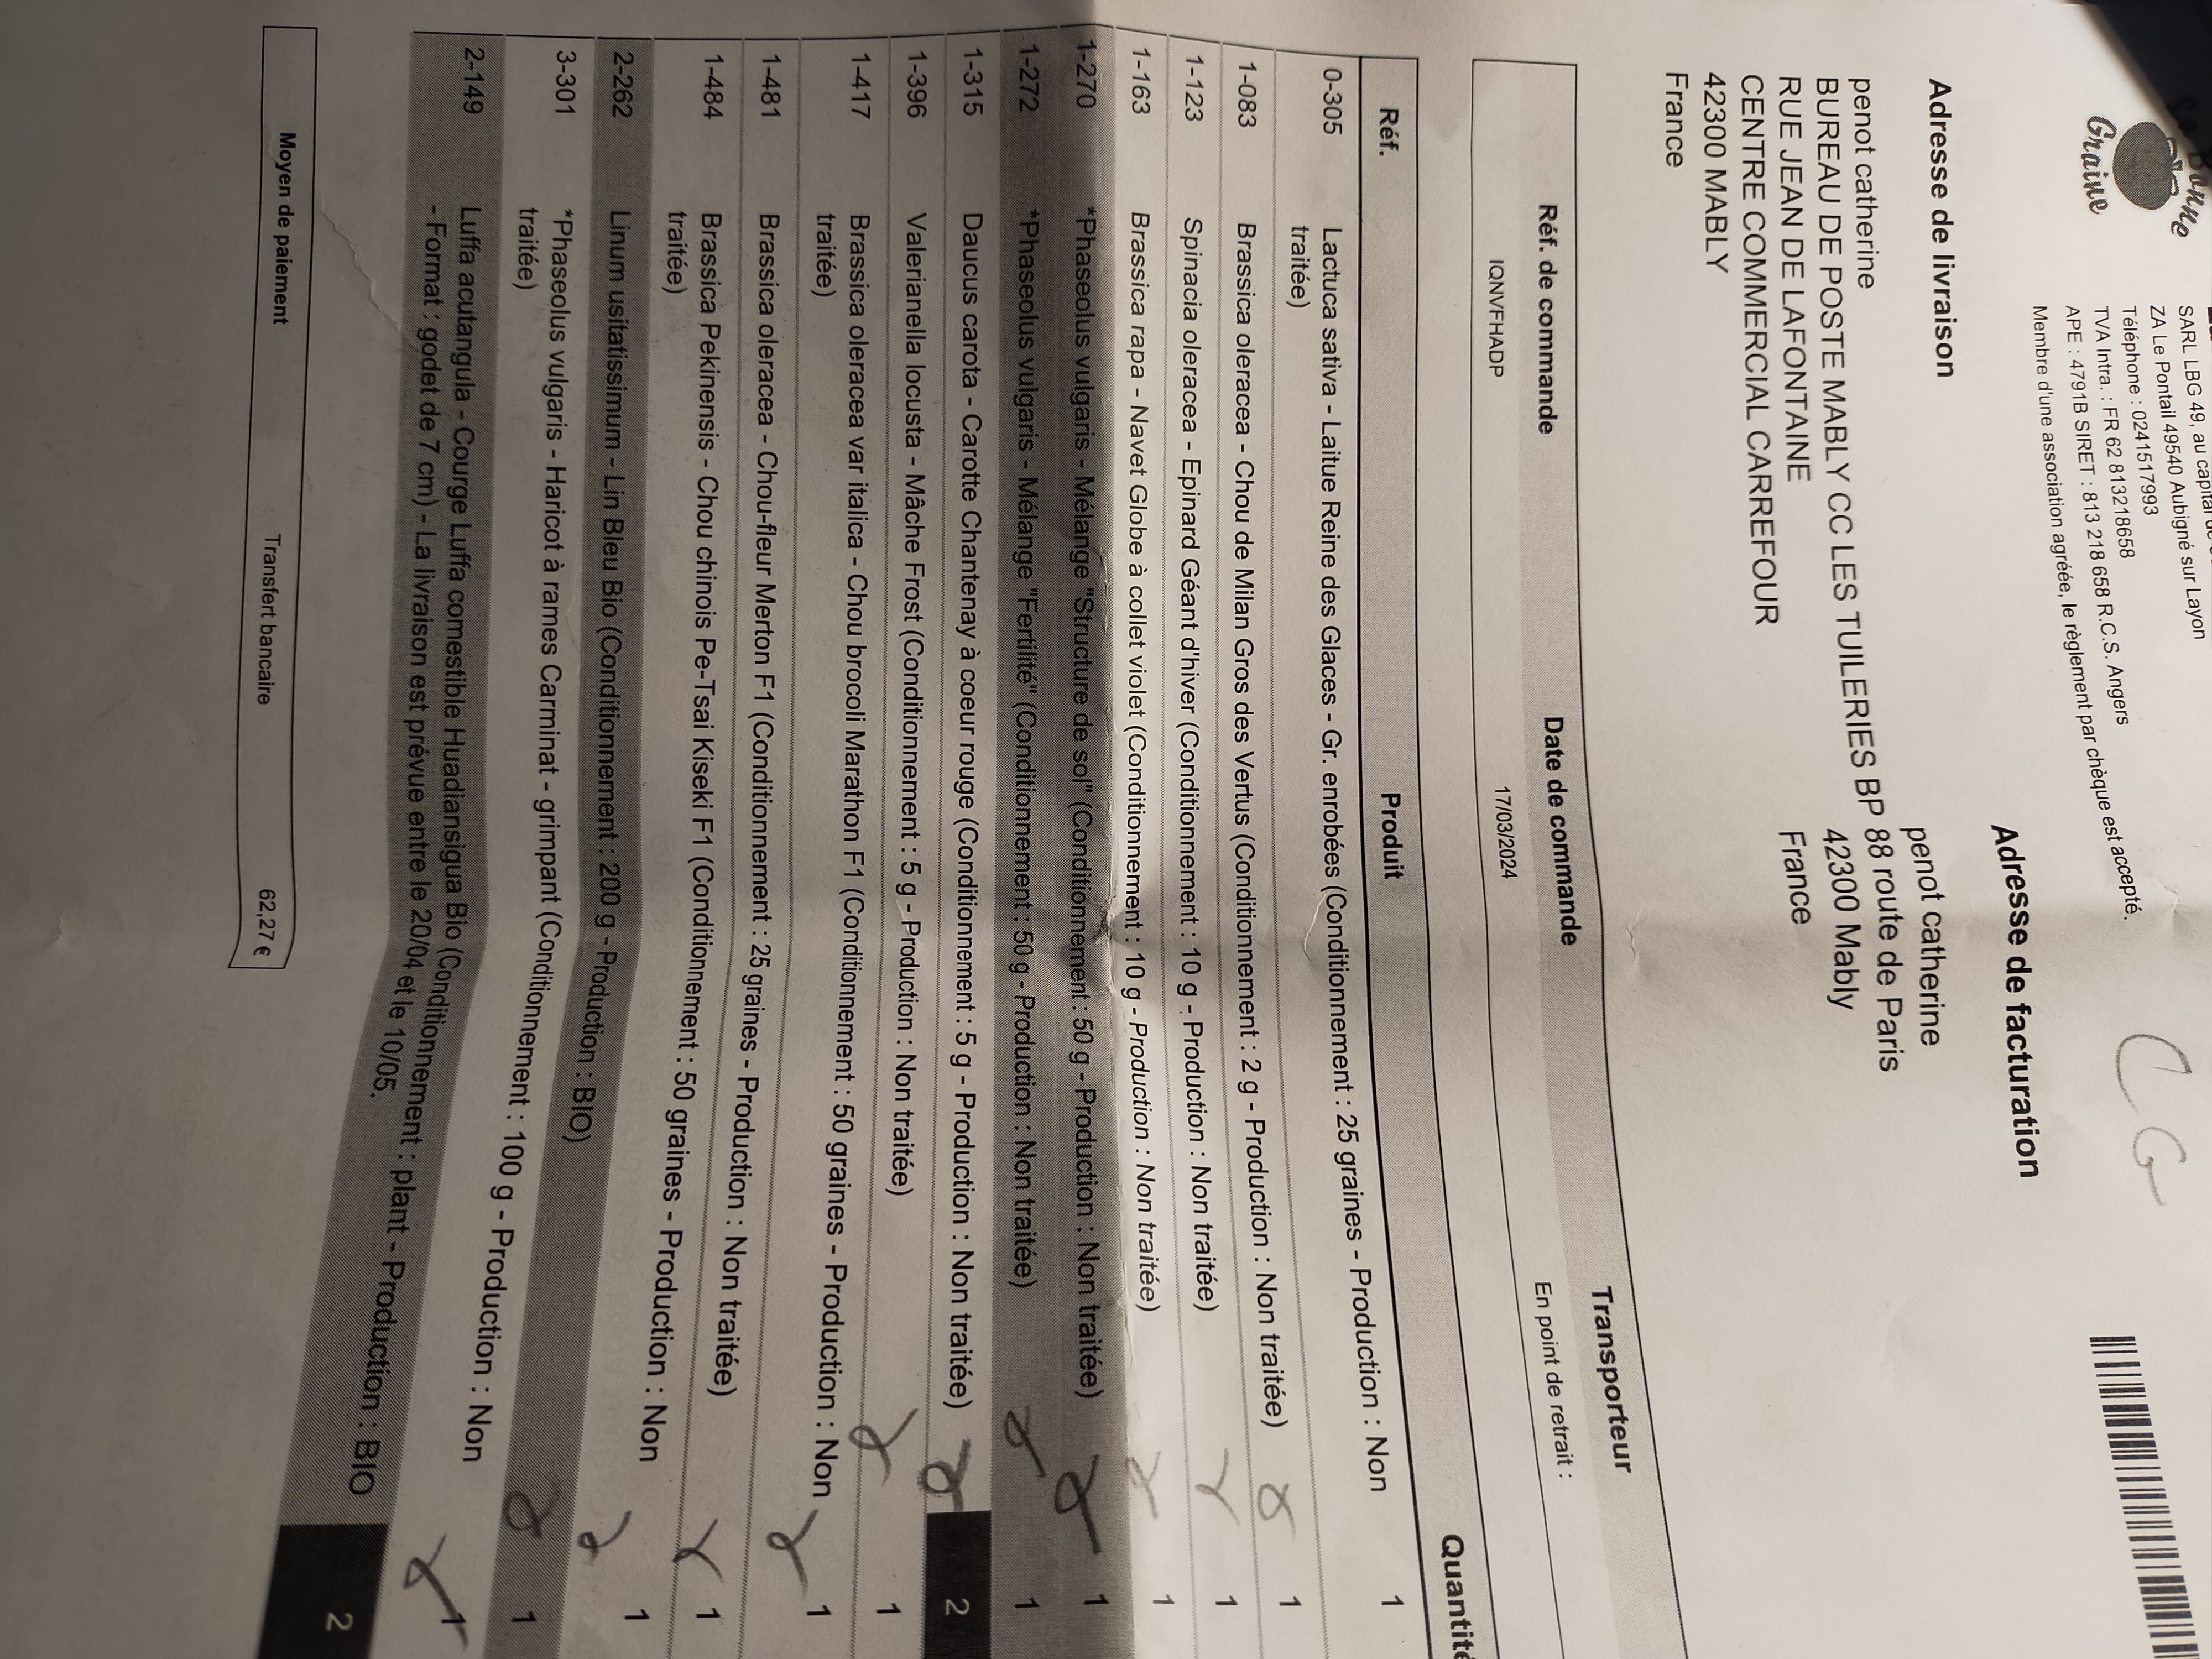 La Bonne
Graine
SARL LBG 49, au capital
ZA Le Pontail 49540 Aubigné sur Layon
Téléphone : 0241517993
TVA Intra. : FR 62 813218658
APE : 4791B SIRET : 813 218 658 R.C.S. Angers
Membre d'une association agréée, le règlement par chèque est accepté.
C G
Adresse de livraison
penot catherine
BUREAU DE POSTE MABLY CC LES TUILERIES BP
RUE JEAN DE LAFONTAINE
CENTRE COMMERCIAL CARREFOUR
42300 MABLY
France
Adresse de facturation
penot catherine
88 route de Paris
42300 Mably
France
Réf. de commande Date de commande Transporteur
IQNVFHADP 17/03/2024 En point de retrait :
Réf. Produit Quantité
0-305 Lactuca sativa - Laitue Reine des Glaces - Gr. enrobées (Conditionnement : 25 graines - Production : Non 1
traitée)
1-083 Brassica oleracea - Chou de Milan Gros des Vertus (Conditionnement : 2 g - Production : Non traitée) 1
1-123 Spinacia oleracea - Epinard Géant d'hiver (Conditionnement : 10 g - Production : Non traitée) 1
1-163 Brassica rapa - Navet Globe à collet violet (Conditionnement : 10 g - Production : Non traitée) 1
1-270 *Phaseolus vulgaris - Mélange "Structure de sol" (Conditionnement : 50 g - Production : Non traitée) 1
1-272 *Phaseolus vulgaris - Mélange "Fertilité" (Conditionnement : 50 g - Production : Non traitée) 1
1-315 Daucus carota - Carotte Chantenay à coeur rouge (Conditionnement : 5 g - Production : Non traitée) 2
1-396 Valerianella locusta - Mâche Frost (Conditionnement : 5 g - Production : Non traitée) 1
1-417 Brassica oleracea var italica - Chou brocoli Marathon F1 (Conditionnement : 50 graines - Production : Non 1
traitée)
1-481 Brassica oleracea - Chou-fleur Merton F1 (Conditionnement : 25 graines - Production : Non traitée) 1
1-484 Brassica Pekinensis - Chou chinois Pe-Tsai Kiseki F1 (Conditionnement : 50 graines - Production : Non 1
traitée)
2-262 Linum usitatissimum - Lin Bleu Bio (Conditionnement : 200 g - Production : BIO) 1
3-301 *Phaseolus vulgaris - Haricot à rames Carminat - grimpant (Conditionnement : 100 g - Production : Non 1
traitée)
2-149 Luffa acutangula - Courge Luffa comestible Huadiansigua Bio (Conditionnement : plant - Production : BIO 2
- Format : godet de 7 cm) - La livraison est prévue entre le 20/04 et le 10/05.
Moyen de paiement Transfert bancaire 62,27 €